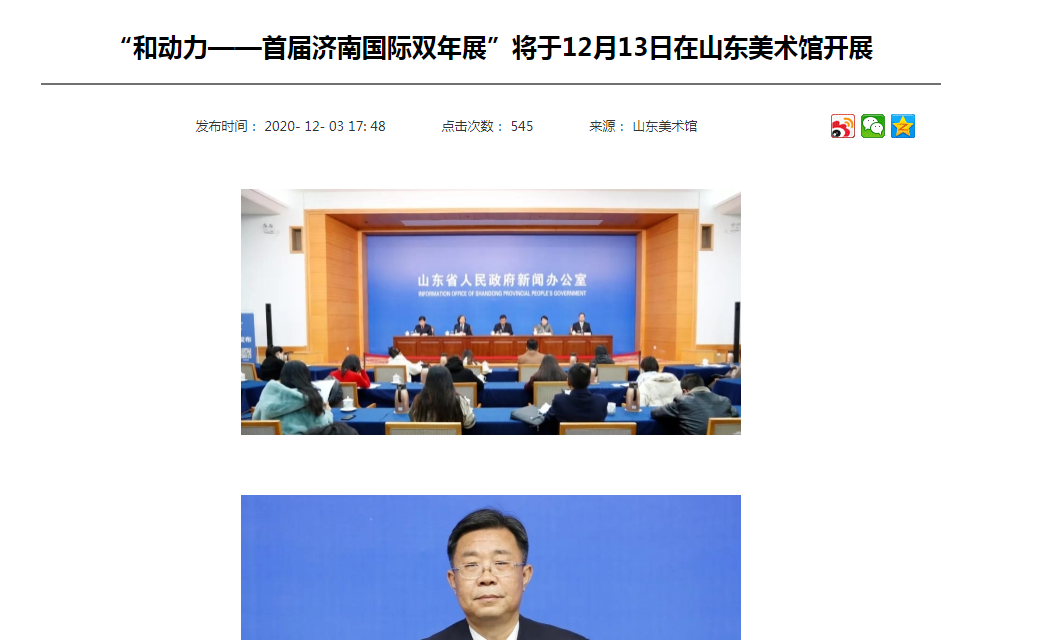 “和动力——首届济南国际双年展”将于12月13日在山东美术馆开展
发布时间： 2020- 12- 03 17: 48 点击次数： 545 来源： 山东美术馆
山东省人民政府新闻办公室
INFORMATION OFFICE OF SHANDONG PROVINCIAL PEOPLE'S GOVERNMENT